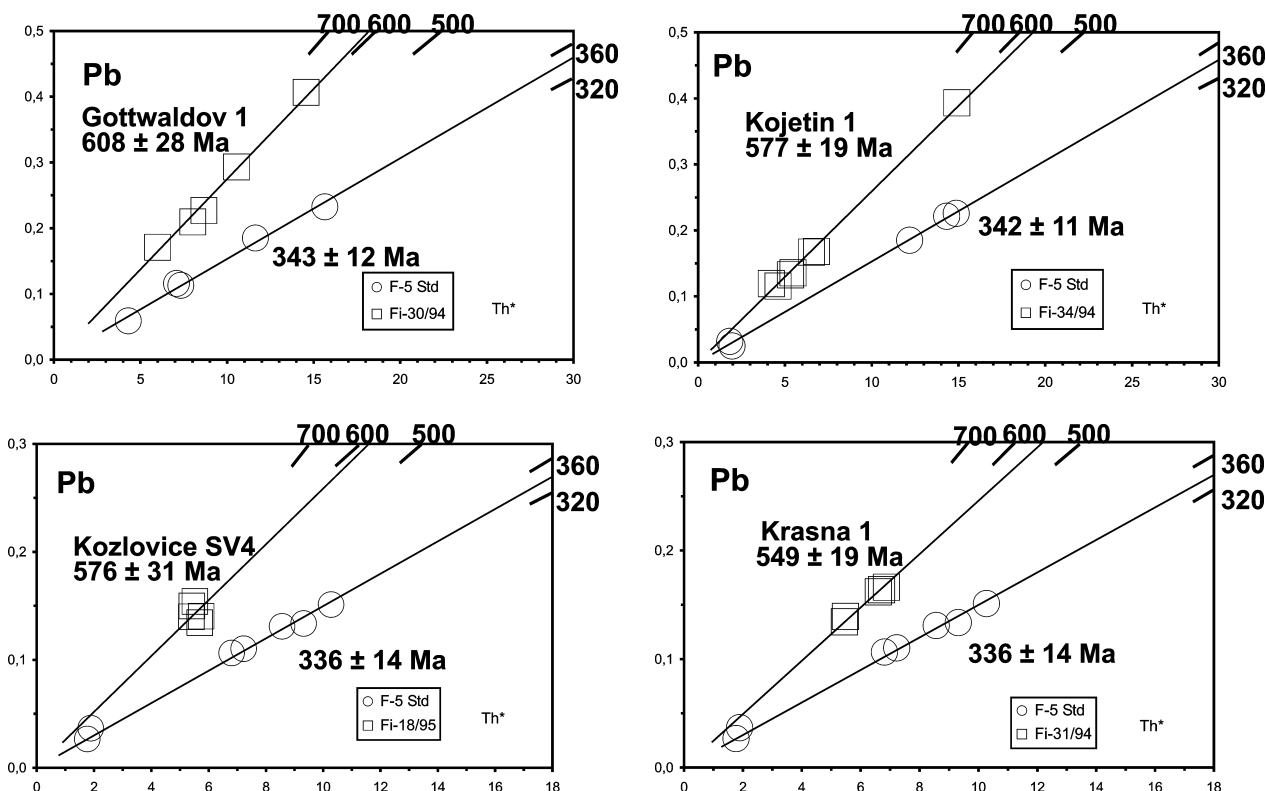 700 600 500
0,5
360
320
Pb
Gottwaldov 1
608 ± 28 Ma
0,4
0,3
0,2
343 ± 12 Ma
F-5 Std
Fi-30/94
Th*
0,1
0,0
0 5 10 15 20 25 30
700 600 500
0,5
360
320
Pb
Kojetin 1
577 ± 19 Ma
0,4
0,3
0,2
342 ± 11 Ma
F-5 Std
Fi-34/94
Th*
0,1
0,0
0 5 10 15 20 25 30
700 600 500
0,3
360
320
Pb
Kozlovice SV4
576 ± 31 Ma
0,2
0,1
336 ± 14 Ma
F-5 Std
Fi-18/95
Th*
0,0
0 2 4 6 8 10 12 14 16 18
700 600 500
0,3
360
320
Pb
Krasna 1
549 ± 19 Ma
0,2
0,1
336 ± 14 Ma
F-5 Std
Fi-31/94
Th*
0,0
0 2 4 6 8 10 12 14 16 18